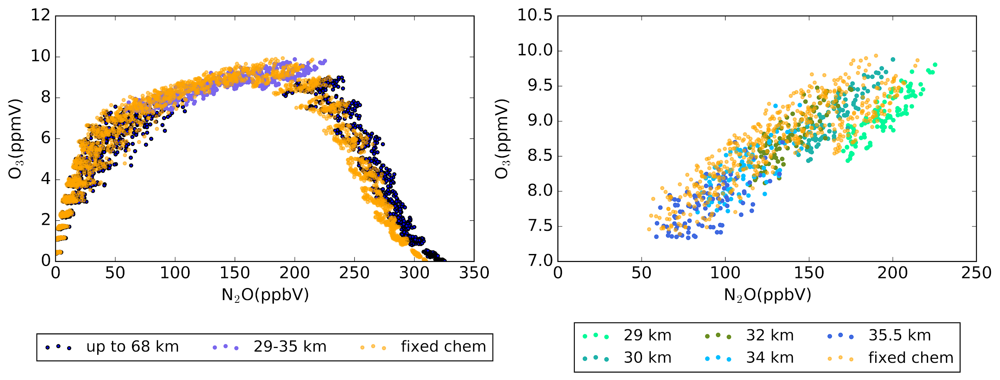 12
10
8
6
4
2
0
0 50 100 150 200 250 300 350
O₃(ppmV)
N₂O(ppbV)
up to 68 km 29-35 km fixed chem
10.5
10.0
9.5
9.0
8.5
8.0
7.5
7.0
0 50 100 150 200 250
O₃(ppmV)
N₂O(ppbV)
29 km 32 km 35.5 km
30 km 34 km fixed chem